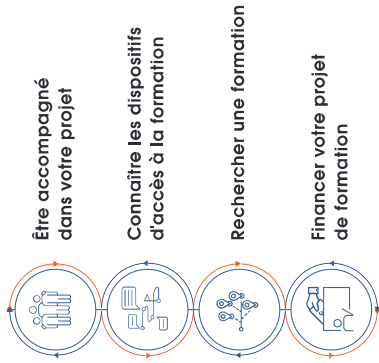 Être accompagné
dans votre projet
Connaître les dispositifs
d'accès à la formation
Rechercher une formation
Financer votre projet
de formation